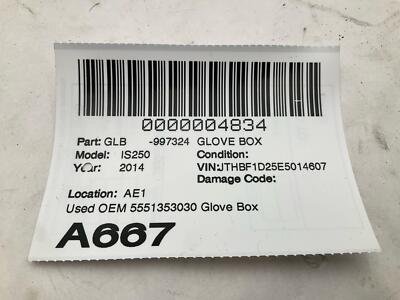 0000004834
Part: GLB -997324 GLOVE BOX
Model: IS250 Condition:
Year: 2014 VIN:JTHBF1D25E5014607
Damage Code:
Location: AE1
Used OEM 5551353030 Glove Box
A667